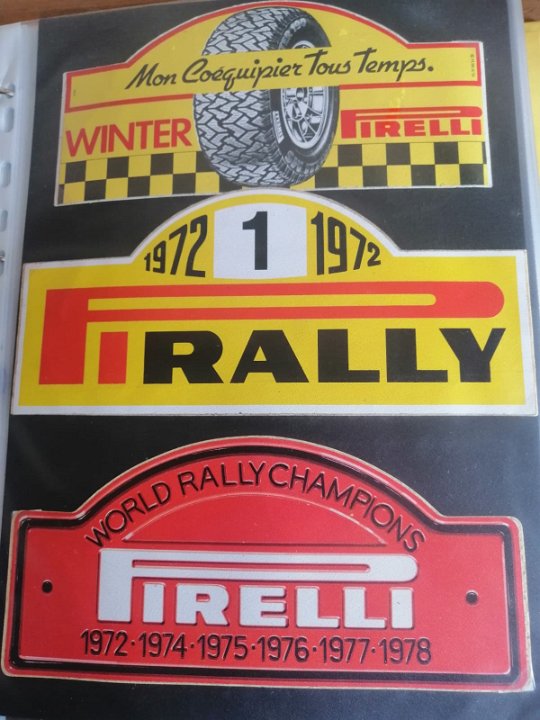 Mon Coéquipier Tous Temps.
WINTER PIRELLI
1972 1 1972
PIRALLY
WORLD RALLY CHAMPIONS
PIRELLI
1972·1974·1975·1976·1977·1978